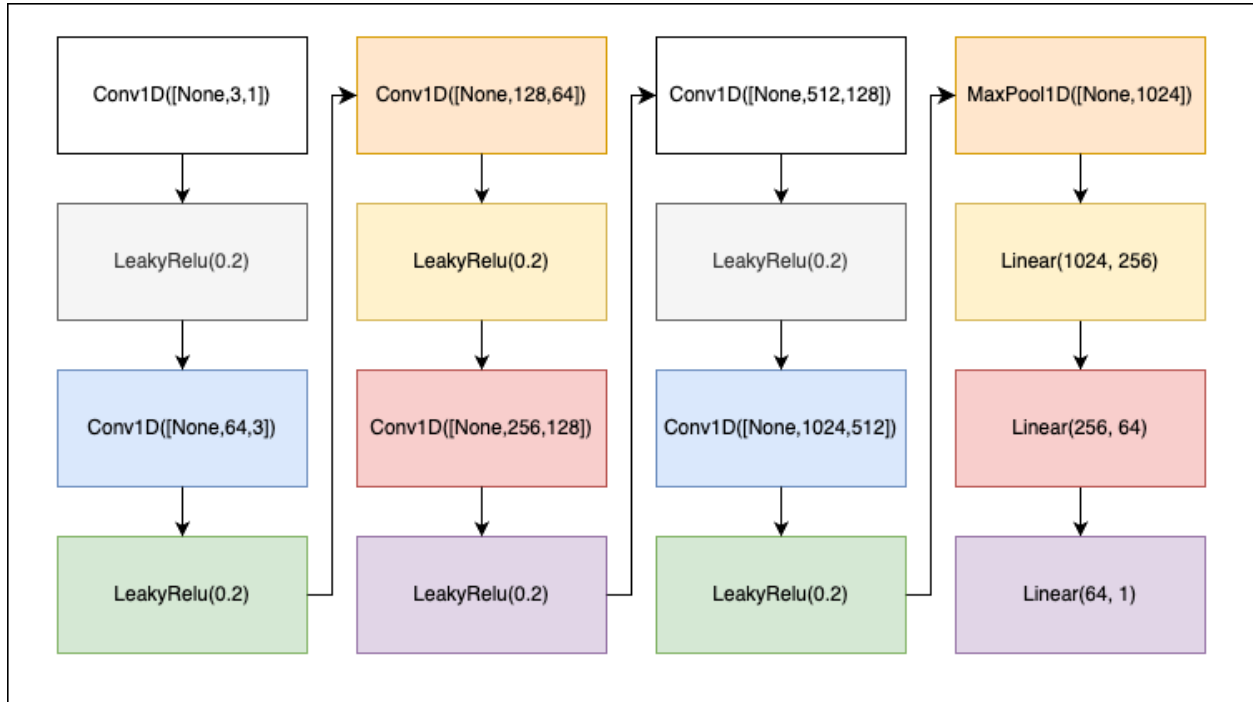 Conv1D([None,3,1])
LeakyRelu(0.2)
Conv1D([None,64,3])
LeakyRelu(0.2)
Conv1D([None,128,64])
LeakyRelu(0.2)
Conv1D([None,256,128])
LeakyRelu(0.2)
Conv1D([None,512,128])
LeakyRelu(0.2)
Conv1D([None,1024,512])
LeakyRelu(0.2)
MaxPool1D([None,1024])
Linear(1024, 256)
Linear(256, 64)
Linear(64, 1)